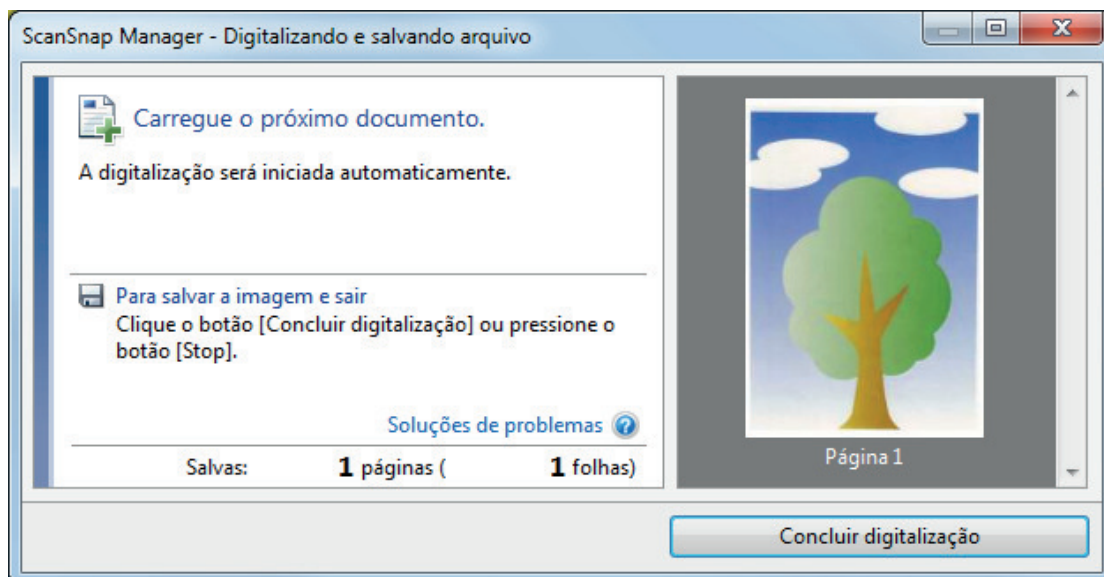 ScanSnap Manager - Digitalizando e salvando arquivo
Carregue o próximo documento.
A digitalização será iniciada automaticamente.
Para salvar a imagem e sair
Clique o botão [Concluir digitalização] ou pressione o
botão [Stop].
Soluções de problemas
Salvas: 1 páginas ( 1 folhas)
Página 1
Concluir digitalização